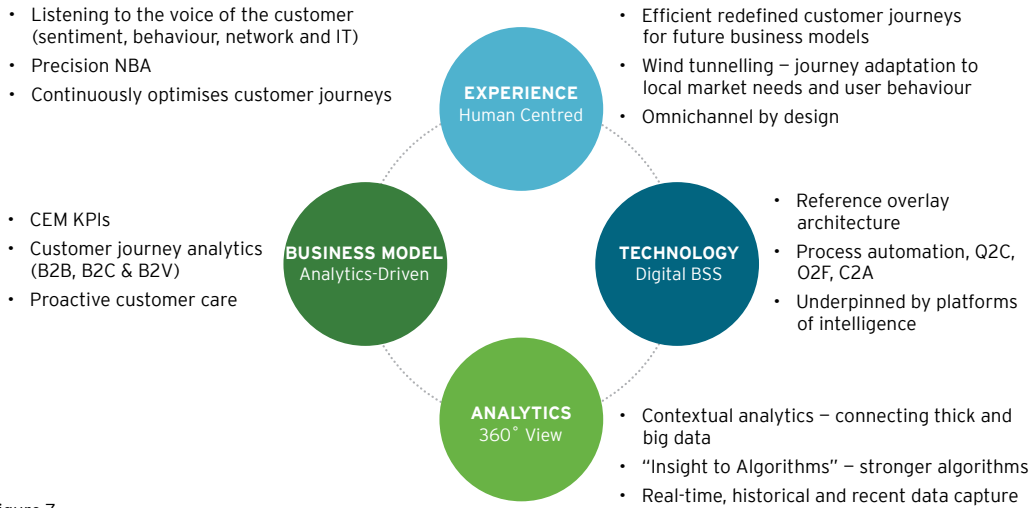 • Listening to the voice of the customer
(sentiment, behaviour, network and IT)
• Precision NBA
• Continuously optimises customer journeys
EXPERIENCE
Human Centred
• Efficient redefined customer journeys
for future business models
• Wind tunnelling – journey adaptation to
local market needs and user behaviour
• Omnichannel by design
• CEM KPIs
• Customer journey analytics
(B2B, B2C & B2V)
• Proactive customer care
BUSINESS MODEL
Analytics-Driven
TECHNOLOGY
Digital BSS
• Reference overlay
architecture
• Process automation, Q2C,
O2F, C2A
• Underpinned by platforms
of intelligence
ANALYTICS
360˚ View
• Contextual analytics – connecting thick and
big data
• “Insight to Algorithms” – stronger algorithms
• Real-time, historical and recent data capture